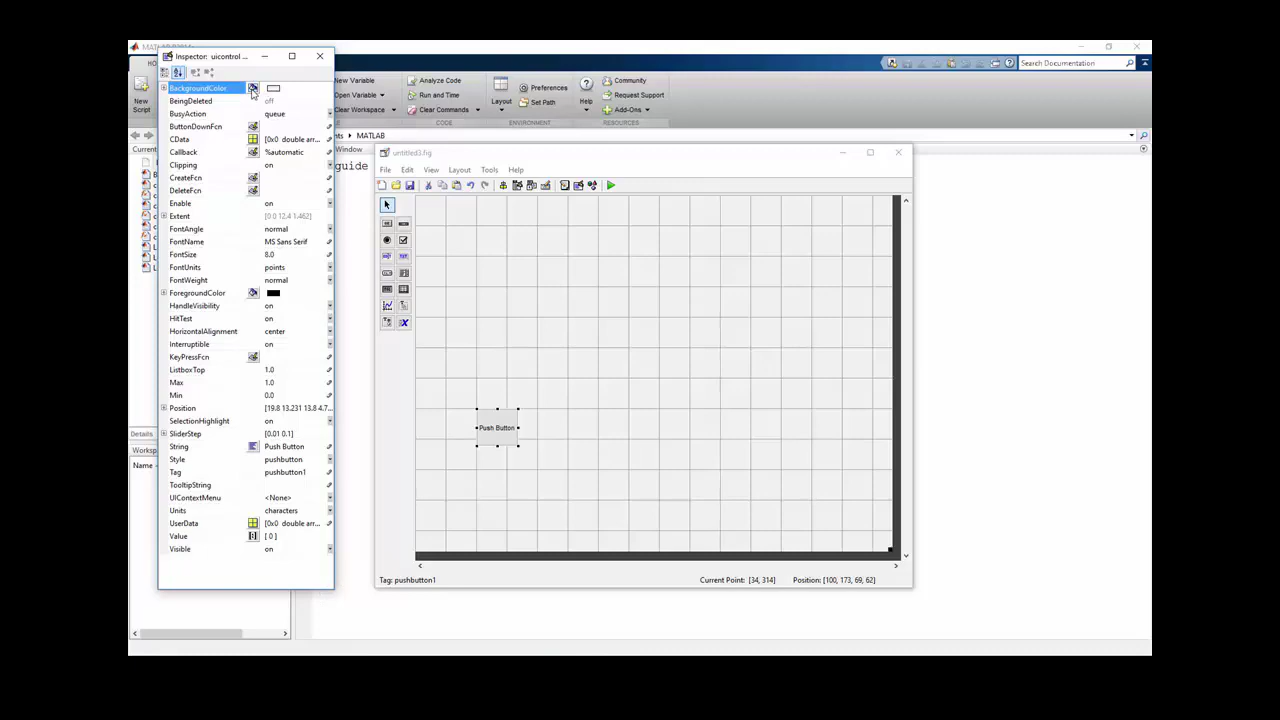 Inspector: uicontrol ...
BackgroundColor
BeingDeleted off
BusyAction queue
ButtonDownFcn
CData [0x0 double arr...
Callback %automatic
Clipping on
CreateFcn
DeleteFcn
Enable on
Extent [0 0 12.4 1.462]
FontAngle normal
FontName MS Sans Serif
FontSize 8.0
FontUnits points
FontWeight normal
ForegroundColor
HandleVisibility on
HitTest on
HorizontalAlignment center
Interruptible on
KeyPressFcn
ListboxTop 1.0
Max 1.0
Min 0.0
Position [19.8 13.231 13.8 4.7...
SelectionHighlight on
SliderStep [0.01 0.1]
String Push Button
Style pushbutton
Tag pushbutton1
TooltipString
UIContextMenu <None>
Units characters
UserData [0x0 double arr...
Value [ 0 ]
Visible on
New
Script
New Variable
Open Variable
Clear Workspace
Analyze Code
Run and Time
Clear Commands
CODE
Layout
Preferences
Set Path
ENVIRONMENT
Help
Community
Request Support
Add-Ons
RESOURCES
Search Documentation
MATLAB
Window
guide
Details
Name
untitled3.fig
File Edit View Layout Tools Help
Push Button
Tag: pushbutton1 Current Point: [34, 314] Position: [100, 173, 69, 62]